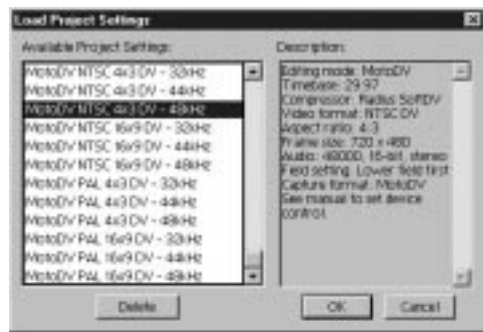 Load Project Settings
Available Project Settings:
MotoDV NTSC 4x3 DV - 32kHz
MotoDV NTSC 4x3 DV - 44kHz
MotoDV NTSC 4x3 DV - 48kHz
MotoDV NTSC 16x9 DV - 32kHz
MotoDV NTSC 16x9 DV - 44kHz
MotoDV NTSC 16x9 DV - 48kHz
MotoDV PAL 4x3 DV - 32kHz
MotoDV PAL 4x3 DV - 44kHz
MotoDV PAL 4x3 DV - 48kHz
MotoDV PAL 16x9 DV - 32kHz
MotoDV PAL 16x9 DV - 44kHz
MotoDV PAL 16x9 DV - 48kHz
Delete
Description:
Editing mode: MotoDV
Timebase: 29.97
Compressor: Radius SoftDV
Video format: NTSC DV
Aspect ratio: 4:3
Frame size: 720 x 480
Audio: 48000, 16-bit, stereo
Field setting: Lower field first
Capture format: MotoDV
See manual to set device
control.
OK
Cancel